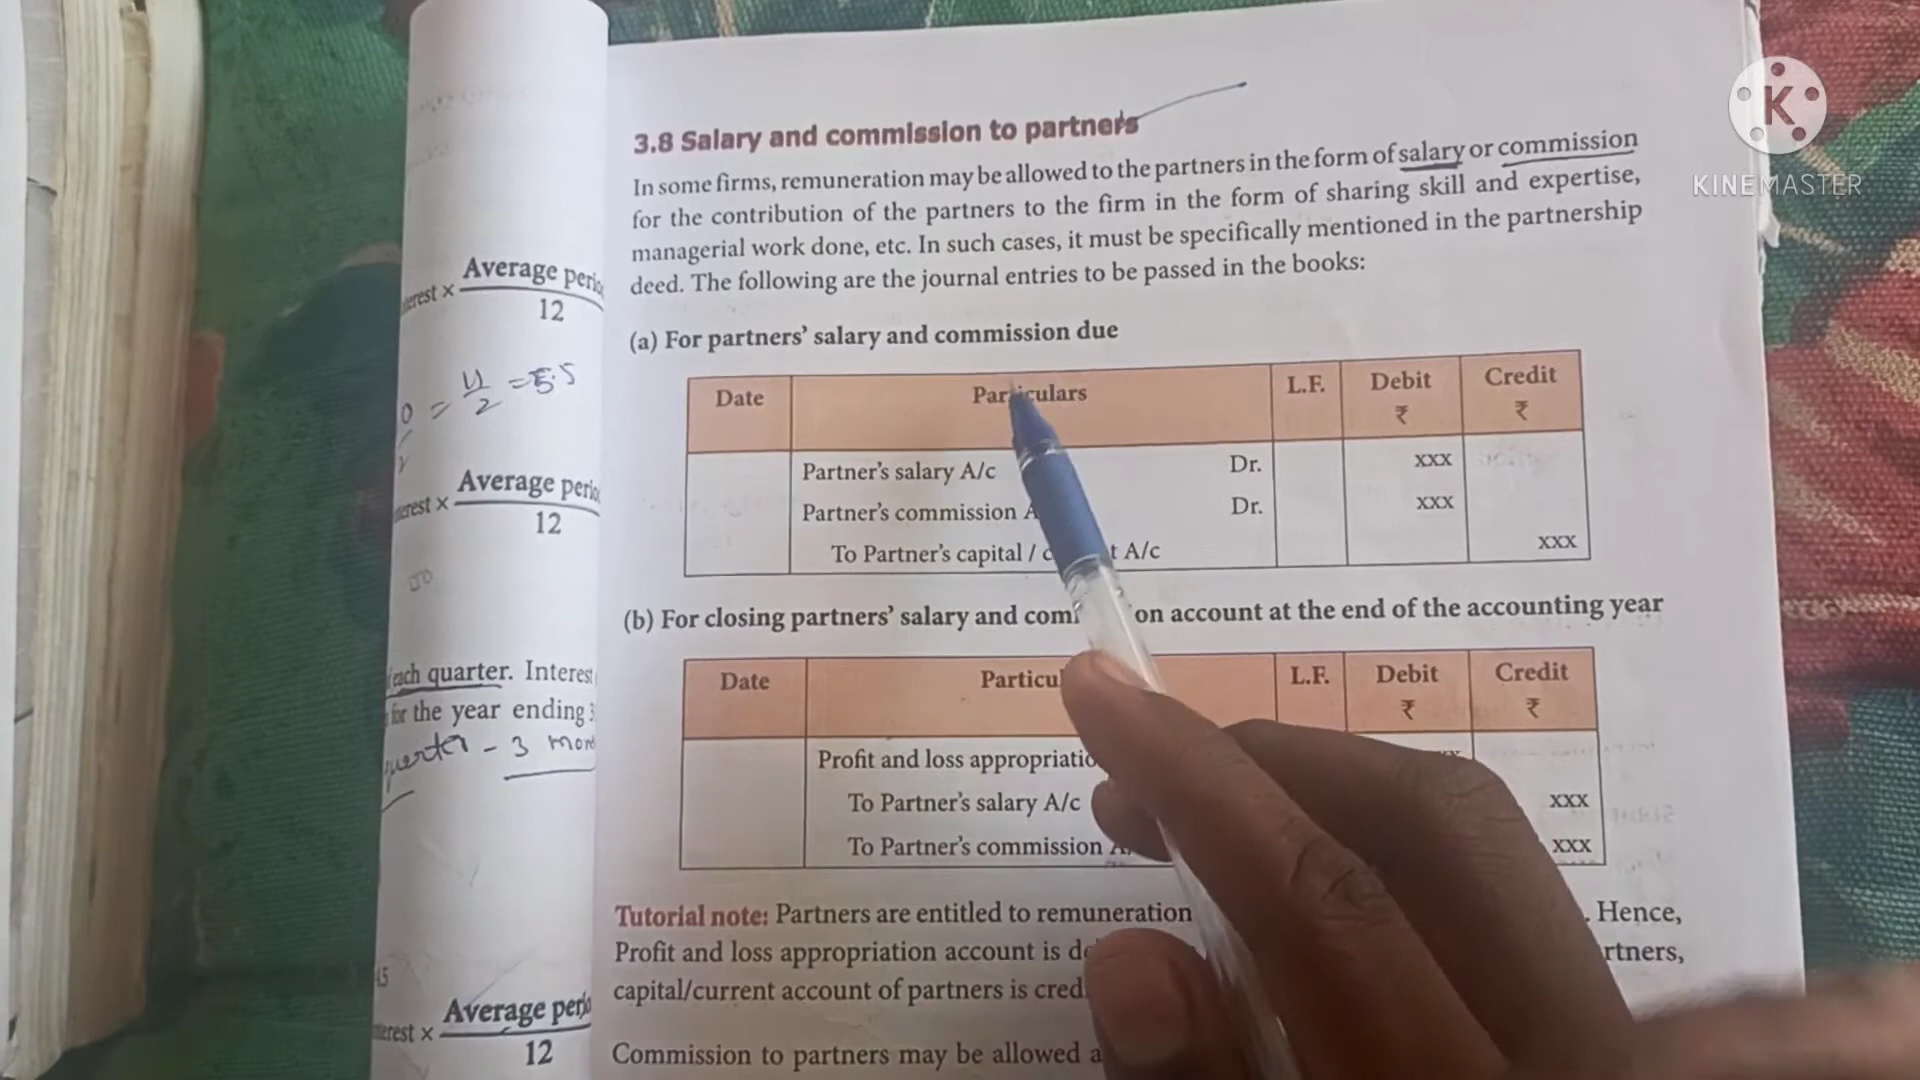 K
KINEMASTER
3.8 Salary and commission to partners
In some firms, remuneration may be allowed to the partners in the form of salary or commission
for the contribution of the partners to the firm in the form of sharing skill and expertise,
managerial work done, etc. In such cases, it must be specifically mentioned in the partnership
deed. The following are the journal entries to be passed in the books:
(a) For partners' salary and commission due
Date Particulars L.F. Debit ₹ Credit ₹
Partner's salary A/c Dr. xxx
Partner's commission Dr. xxx
To Partner's capital / A/c xxx
(b) For closing partners' salary and on account at the end of the accounting year
Date L.F. Debit ₹ Credit ₹
Profit and loss
To Partner's salary A/c xxx
To Partner's commission xxx
Tutorial note: Partners are entitled to remuneration Hence,
Profit and loss appropriation account is
capital/current account of partners is
Commission to partners may be allowed
× Average
12
= 11/2 = 5.5
× Average
12
each quarter. Interest
for the year ending
- 3
× Average
12